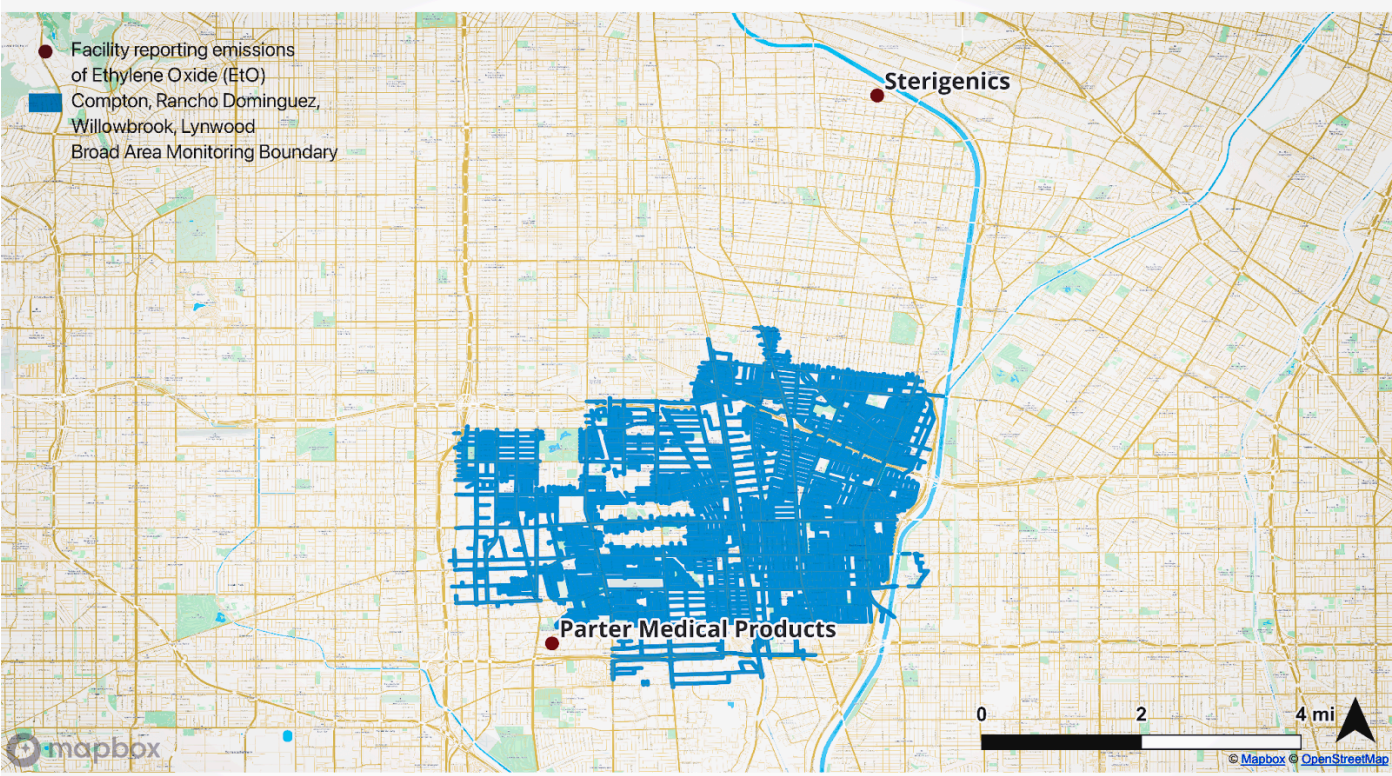 Facility reporting emissions
of Ethylene Oxide (EtO)
Compton, Rancho Dominguez,
Willowbrook, Lynwood
Broad Area Monitoring Boundary
Sterigenics
Parter Medical Products
0 2 4 mi
mapbox
© Mapbox © OpenStreetMap